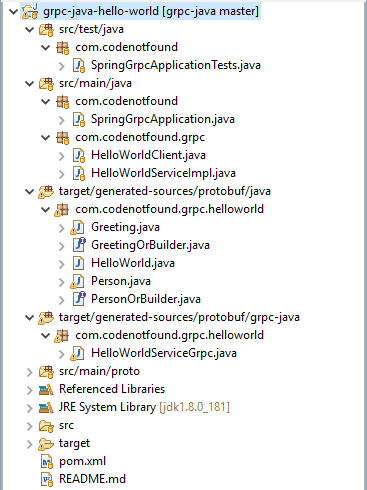 grpc-java-hello-world [grpc-java master]
src/test/java
com.codenotfound
SpringGrpcApplicationTests.java
src/main/java
com.codenotfound
SpringGrpcApplication.java
com.codenotfound.grpc
HelloWorldClient.java
HelloWorldServiceImpl.java
target/generated-sources/protobuf/java
com.codenotfound.grpc.helloworld
Greeting.java
GreetingOrBuilder.java
HelloWorld.java
Person.java
PersonOrBuilder.java
target/generated-sources/protobuf/grpc-java
com.codenotfound.grpc.helloworld
HelloWorldServiceGrpc.java
src/main/proto
Referenced Libraries
JRE System Library [jdk1.8.0_181]
src
target
pom.xml
README.md